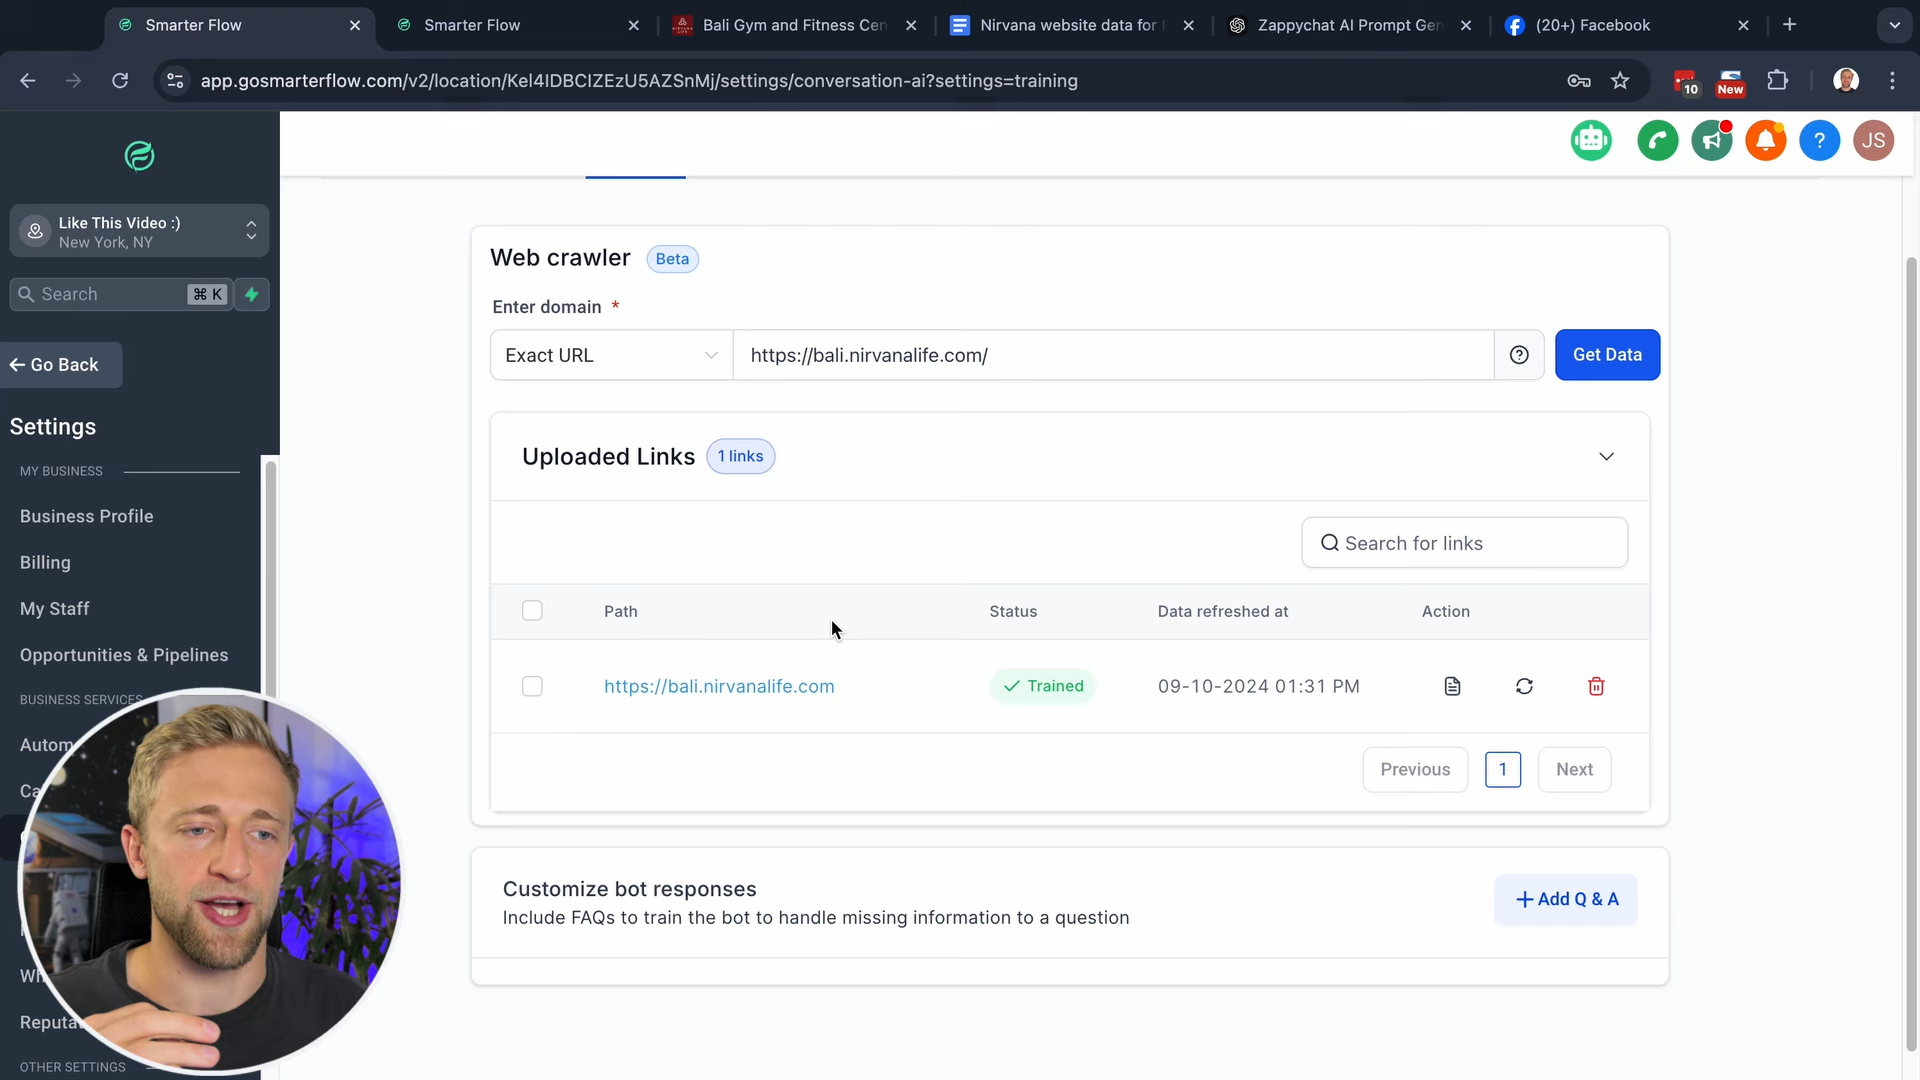 Smarter Flow
Smarter Flow
Bali Gym and Fitness Cen
Nirvana website data for
Zappychat AI Prompt Gen
(20+) Facebook
app.gosmarterflow.com/v2/location/Kel4IDBCIZEzU5AZSnMj/settings/conversation-ai?settings=training
10
New
JS
Like This Video :)
New York, NY
Search
⌘ K
Go Back
Settings
MY BUSINESS
Business Profile
Billing
My Staff
Opportunities & Pipelines
BUSINESS SERVICES
Autom
Ca
Wh
Reputa
OTHER SETTINGS
Web crawler Beta
Enter domain *
Exact URL
https://bali.nirvanalife.com/
Get Data
Uploaded Links 1 links
Search for links
Path Status Data refreshed at Action
https://bali.nirvanalife.com Trained 09-10-2024 01:31 PM
Previous 1 Next
Customize bot responses
Include FAQs to train the bot to handle missing information to a question
+ Add Q & A